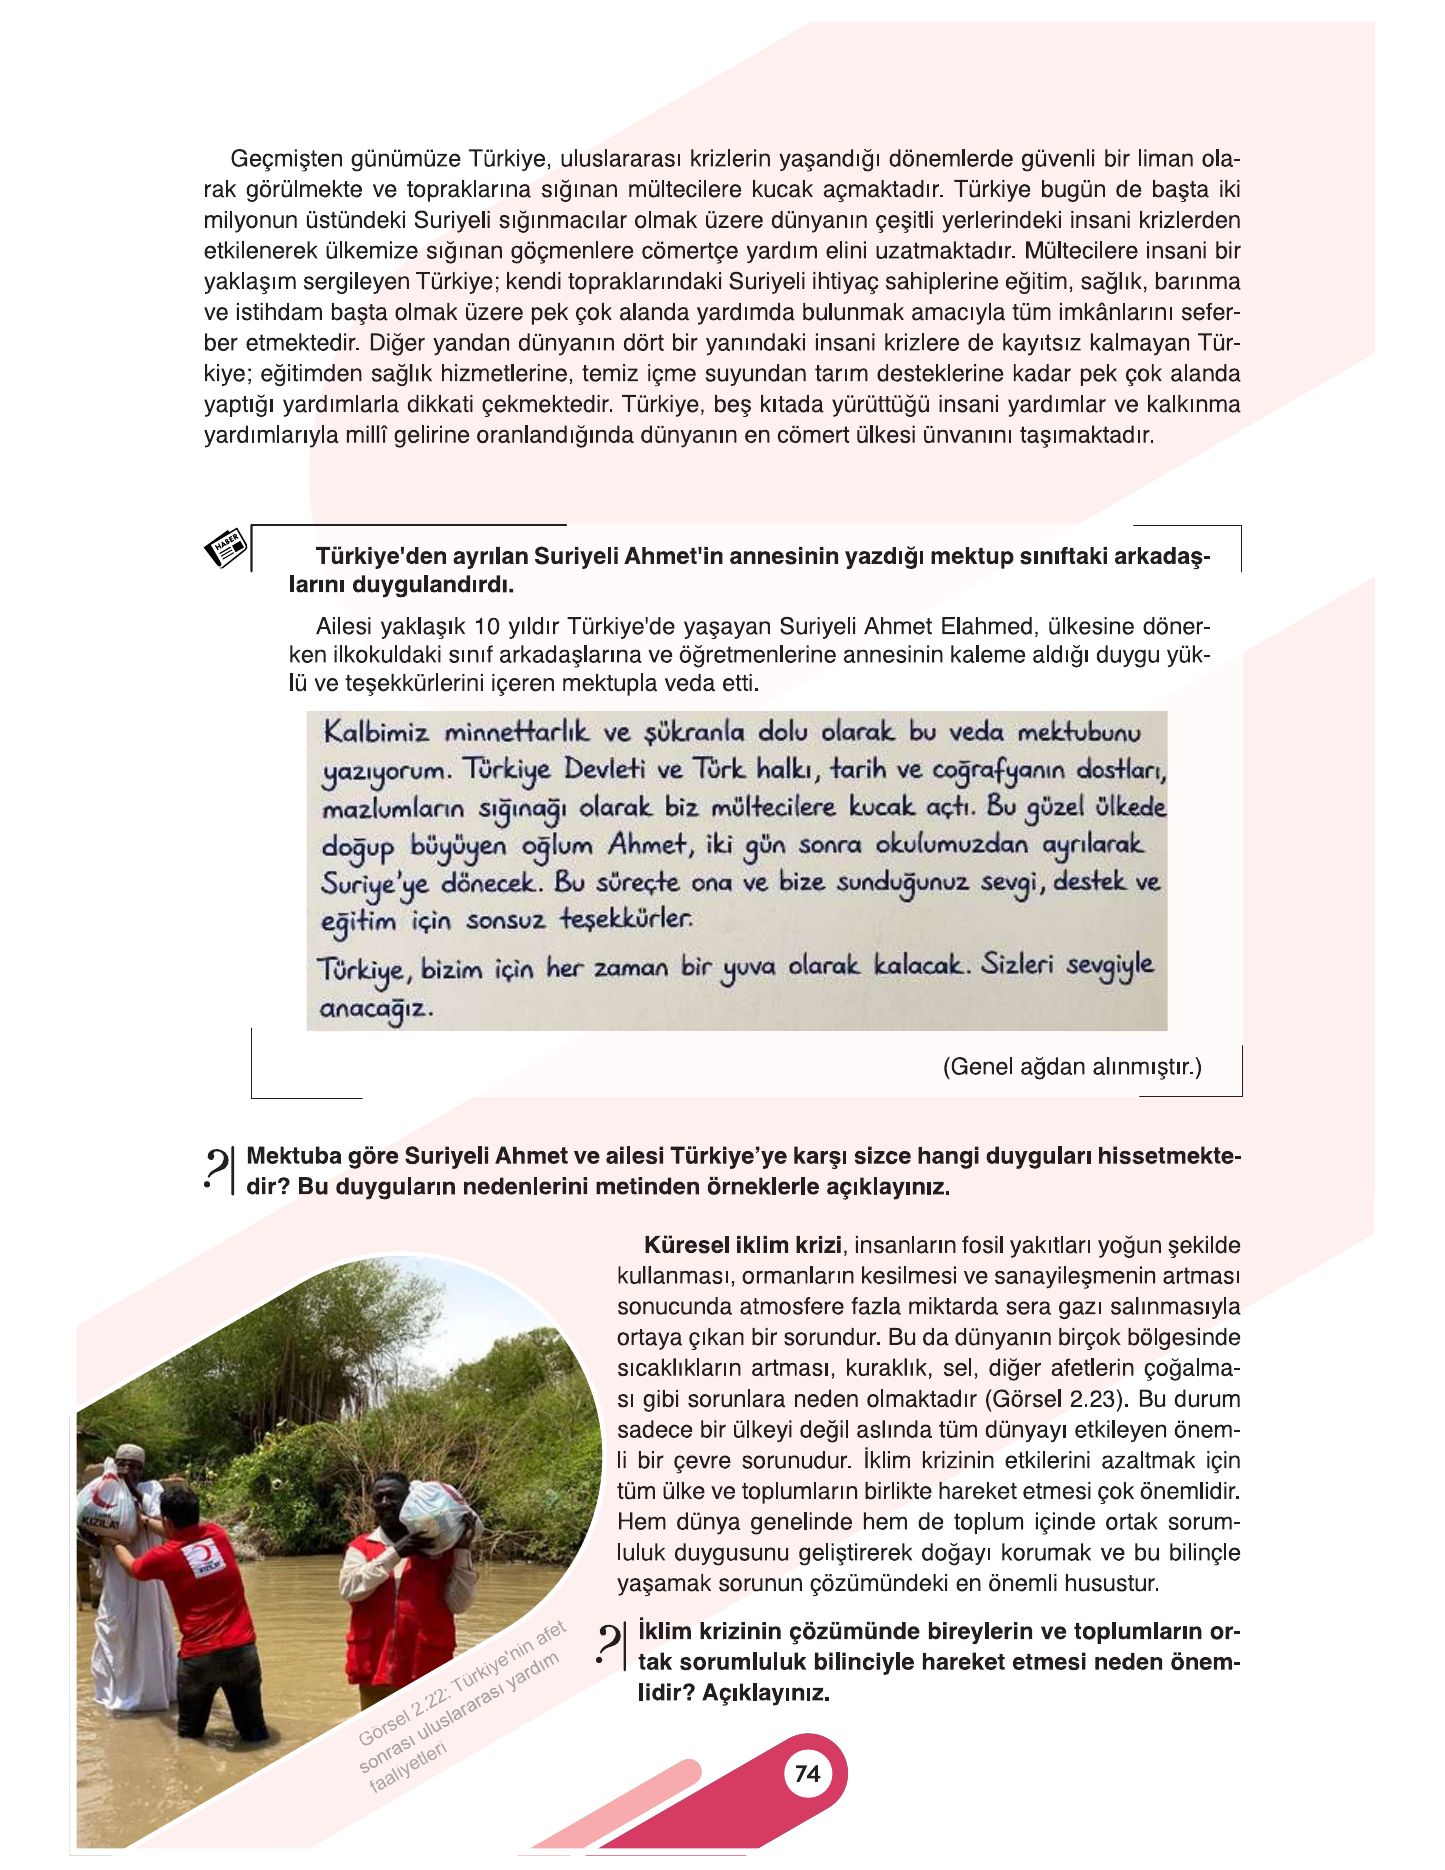 Geçmişten günümüze Türkiye, uluslararası krizlerin yaşandığı dönemlerde güvenli bir liman ola-
rak görülmekte ve topraklarına sığınan mültecilere kucak açmaktadır. Türkiye bugün de başta iki
milyonun üstündeki Suriyeli sığınmacılar olmak üzere dünyanın çeşitli yerlerindeki insani krizlerden
etkilenerek ülkemize sığınan göçmenlere cömertçe yardım elini uzatmaktadır. Mültecilere insani bir
yaklaşım sergileyen Türkiye; kendi topraklarındaki Suriyeli ihtiyaç sahiplerine eğitim, sağlık, barınma
ve istihdam başta olmak üzere pek çok alanda yardımda bulunmak amacıyla tüm imkânlarını sefer-
ber etmektedir. Diğer yandan dünyanın dört bir yanındaki insani krizlere de kayıtsız kalmayan Tür-
kiye; eğitimden sağlık hizmetlerine, temiz içme suyundan tarım desteklerine kadar pek çok alanda
yaptığı yardımlarla dikkati çekmektedir. Türkiye, beş kıtada yürüttüğü insani yardımlar ve kalkınma
yardımlarıyla millî gelirine oranlandığında dünyanın en cömert ülkesi ünvanını taşımaktadır.
HABER
Türkiye'den ayrılan Suriyeli Ahmet'in annesinin yazdığı mektup sınıftaki arkadaş-
larını duygulandırdı.
Ailesi yaklaşık 10 yıldır Türkiye'de yaşayan Suriyeli Ahmet Elahmed, ülkesine döner-
ken ilkokuldaki sınıf arkadaşlarına ve öğretmenlerine annesinin kaleme aldığı duygu yük-
lü ve teşekkürlerini içeren mektupla veda etti.
Kalbimiz minnettarlık ve şükranla dolu olarak bu veda mektubunu
yazıyorum. Türkiye Devleti ve Türk halkı, tarih ve coğrafyanın dostları,
mazlumların sığınağı olarak biz mültecilere kucak açtı. Bu güzel ülkede
doğup büyüyen oğlum Ahmet, iki gün sonra okulumuzdan ayrılarak
Suriye'ye dönecek. Bu süreçte ona ve bize sunduğunuz sevgi, destek ve
eğitim için sonsuz teşekkürler.
Türkiye, bizim için her zaman bir yuva olarak kalacak. Sizleri sevgiyle
anacağız.
(Genel ağdan alınmıştır.)
? Mektuba göre Suriyeli Ahmet ve ailesi Türkiye'ye karşı sizce hangi duyguları hissetmekte-
dir? Bu duyguların nedenlerini metinden örneklerle açıklayınız.
Küresel iklim krizi, insanların fosil yakıtları yoğun şekilde
kullanması, ormanların kesilmesi ve sanayileşmenin artması
sonucunda atmosfere fazla miktarda sera gazı salınmasıyla
ortaya çıkan bir sorundur. Bu da dünyanın birçok bölgesinde
sıcaklıkların artması, kuraklık, sel, diğer afetlerin çoğalma-
sı gibi sorunlara neden olmaktadır (Görsel 2.23). Bu durum
sadece bir ülkeyi değil aslında tüm dünyayı etkileyen önem-
li bir çevre sorunudur. İklim krizinin etkilerini azaltmak için
tüm ülke ve toplumların birlikte hareket etmesi çok önemlidir.
Hem dünya genelinde hem de toplum içinde ortak sorum-
luluk duygusunu geliştirerek doğayı korumak ve bu bilinçle
yaşamak sorunun çözümündeki en önemli husustur.
? İklim krizinin çözümünde bireylerin ve toplumların or-
tak sorumluluk bilinciyle hareket etmesi neden önem-
lidir? Açıklayınız.
Görsel 2.22: Türkiye'nin afet
sonrası uluslararası yardım
faaliyetleri
74